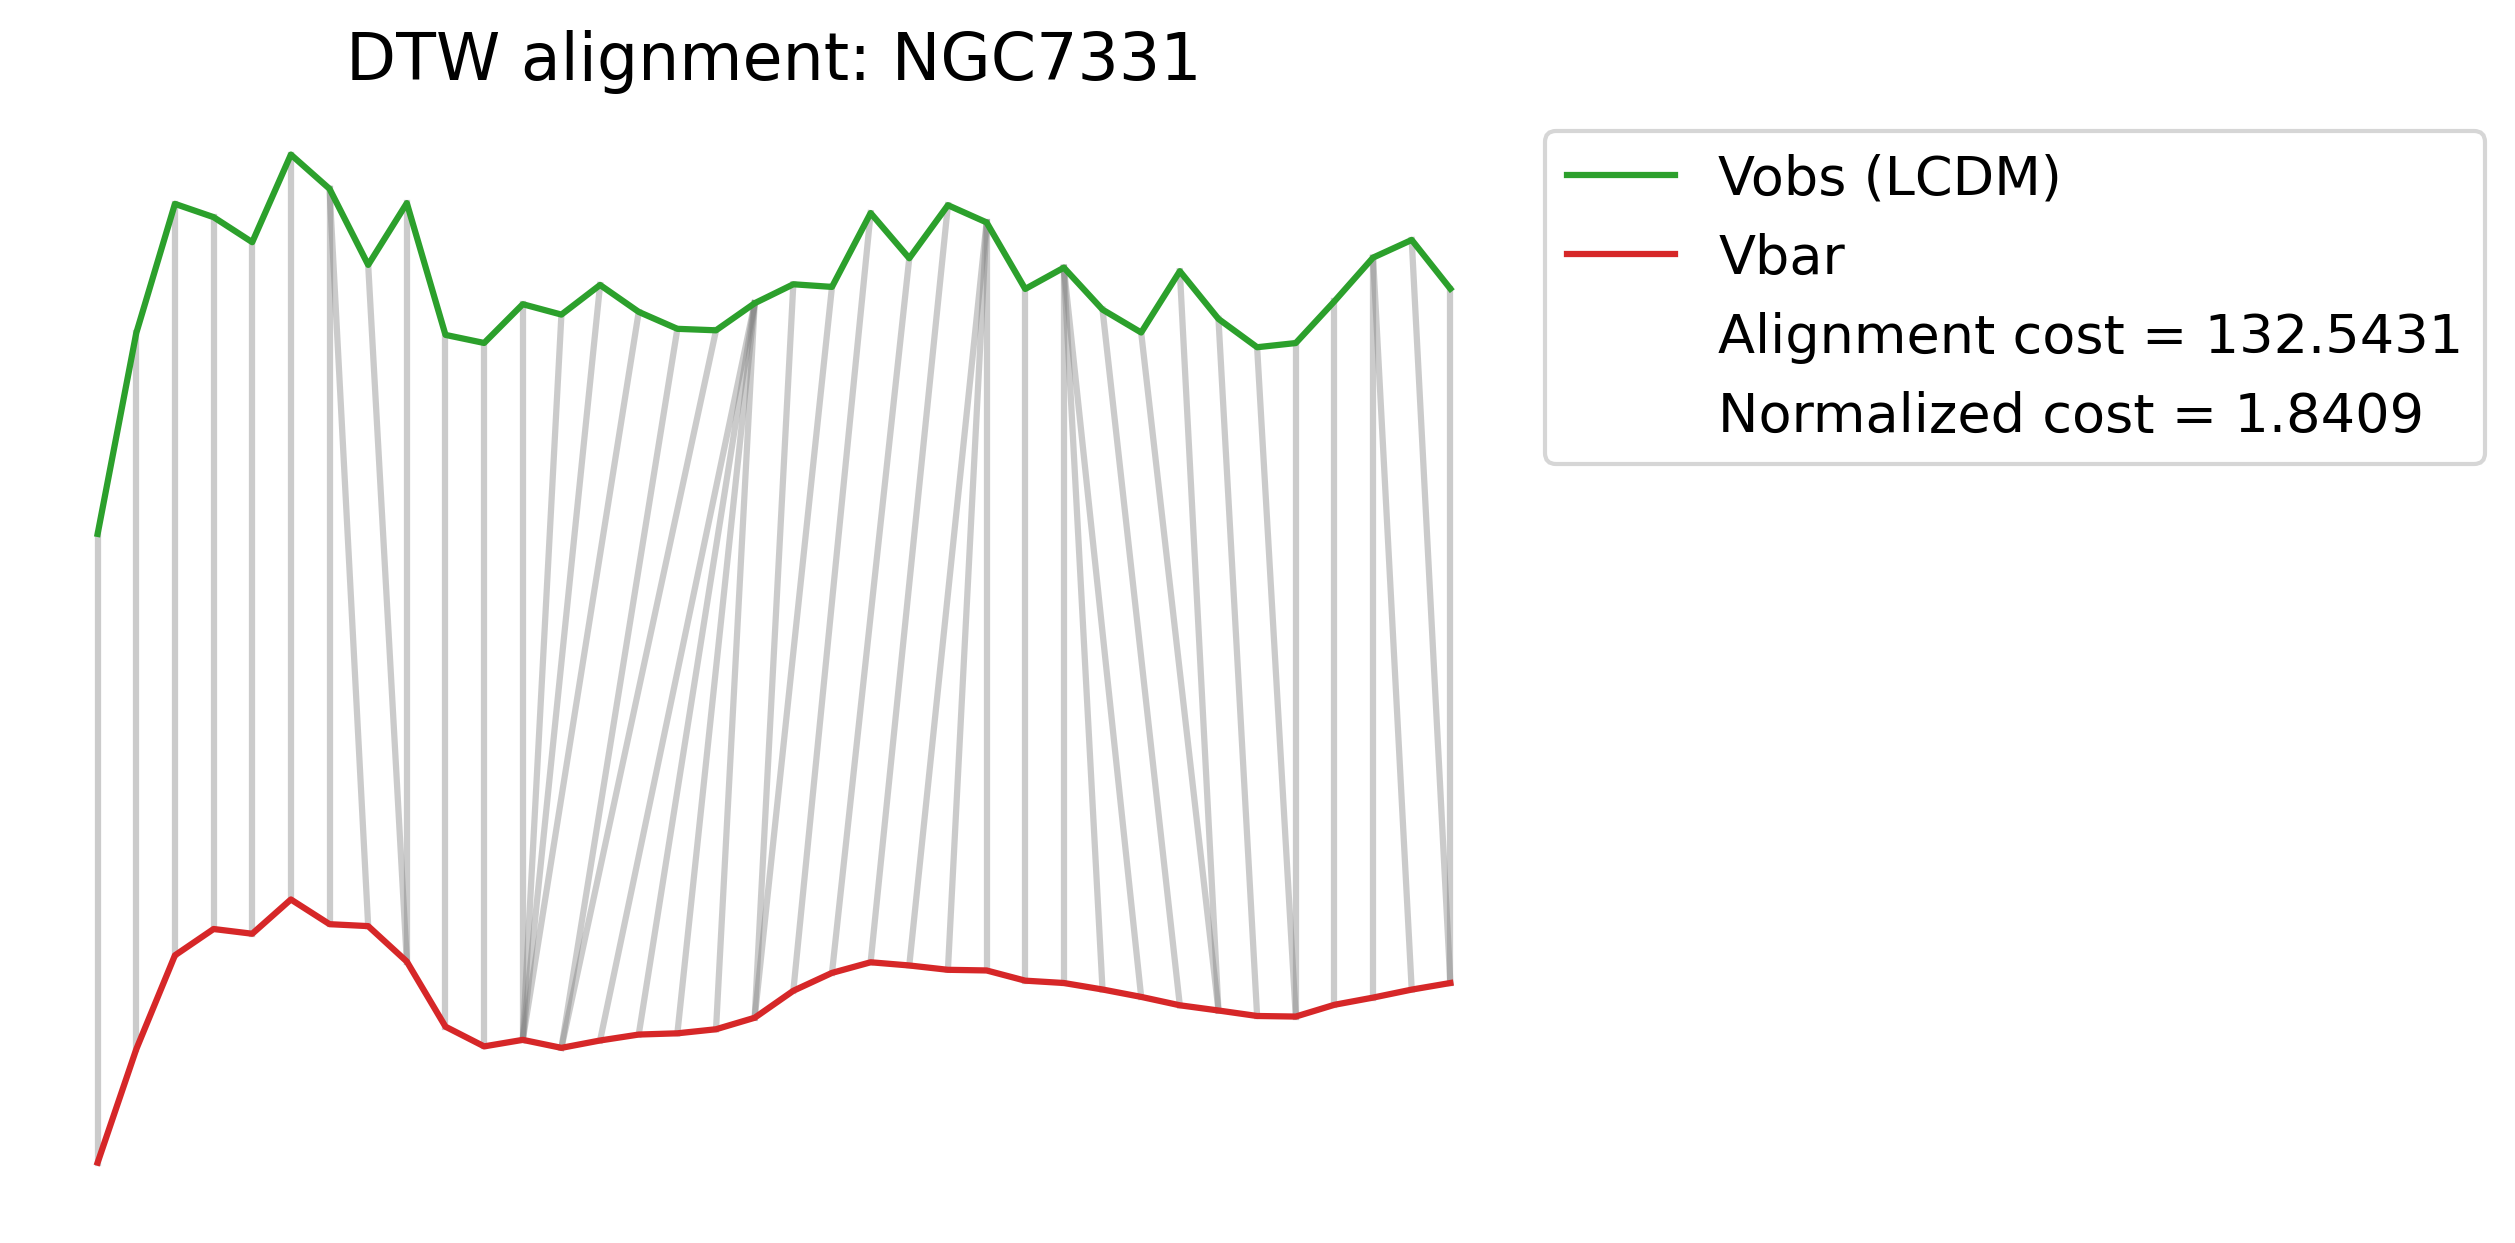 DTW alignment: NGC7331
Vobs (LCDM)
Vbar
Alignment cost = 132.5431
Normalized cost = 1.8409